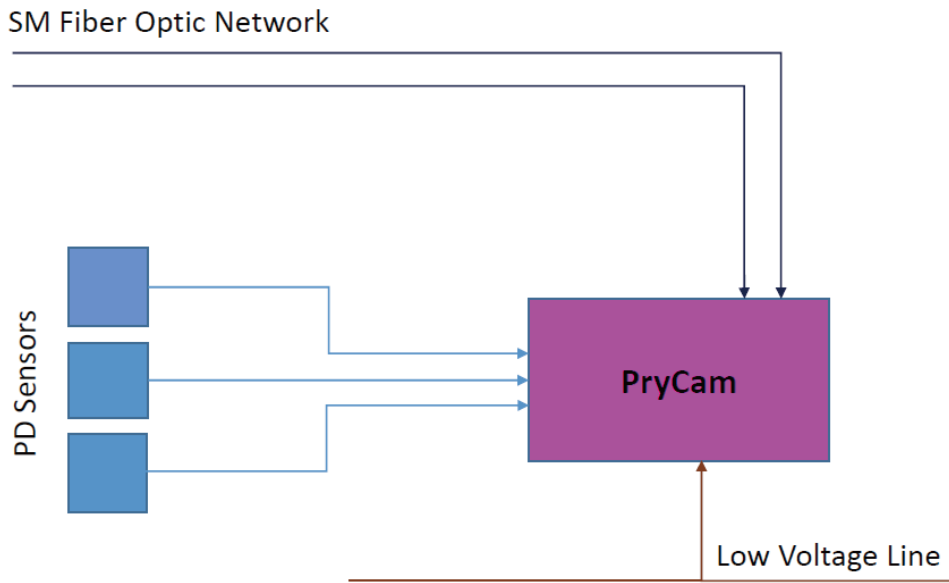 SM Fiber Optic Network
PD Sensors
PryCam
Low Voltage Line